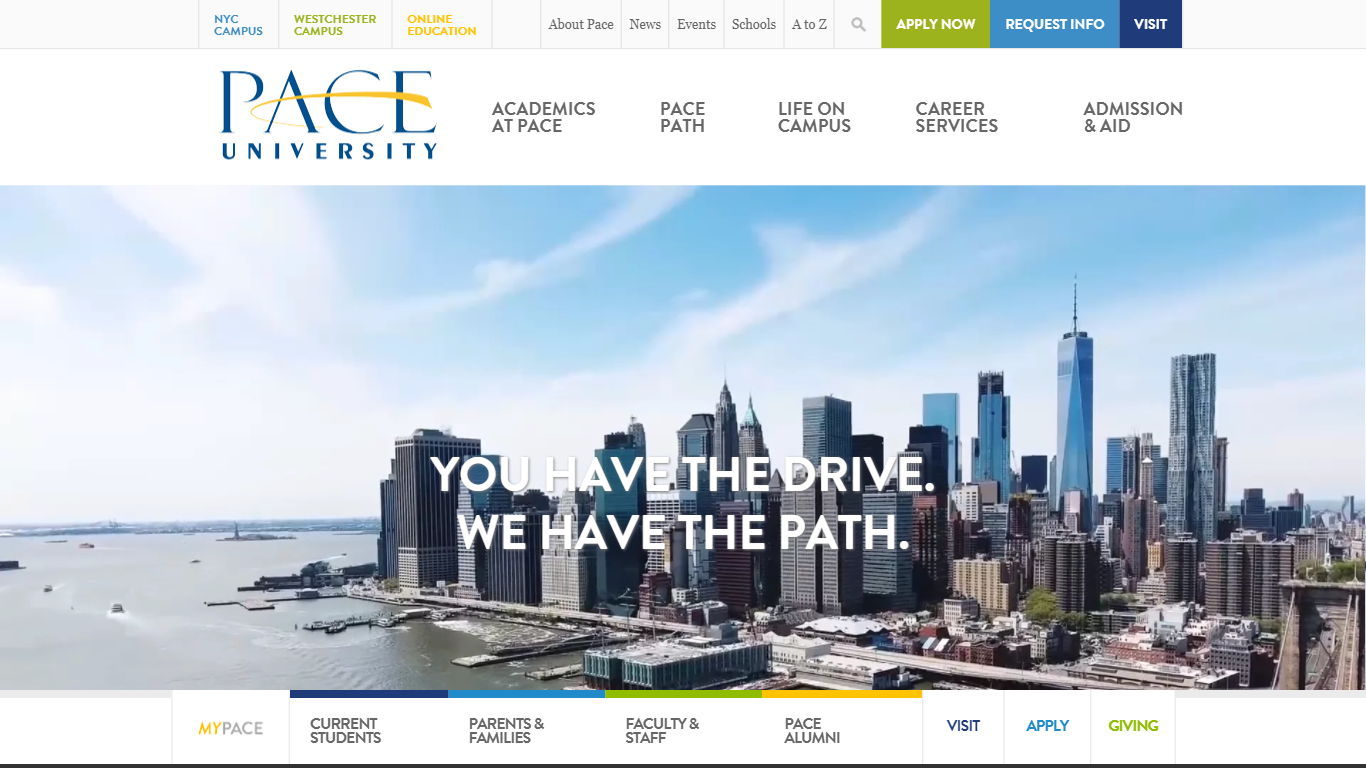 NYC
CAMPUS
WESTCHESTER
CAMPUS
ONLINE
EDUCATION
About Pace
News
Events
Schools
A to Z
APPLY NOW
REQUEST INFO
VISIT
PACE
UNIVERSITY
ACADEMICS
AT PACE
PACE
PATH
LIFE ON
CAMPUS
CAREER
SERVICES
ADMISSION
& AID
YOU HAVE THE DRIVE.
WE HAVE THE PATH.
MYPACE
CURRENT
STUDENTS
PARENTS &
FAMILIES
FACULTY &
STAFF
PACE
ALUMNI
VISIT
APPLY
GIVING